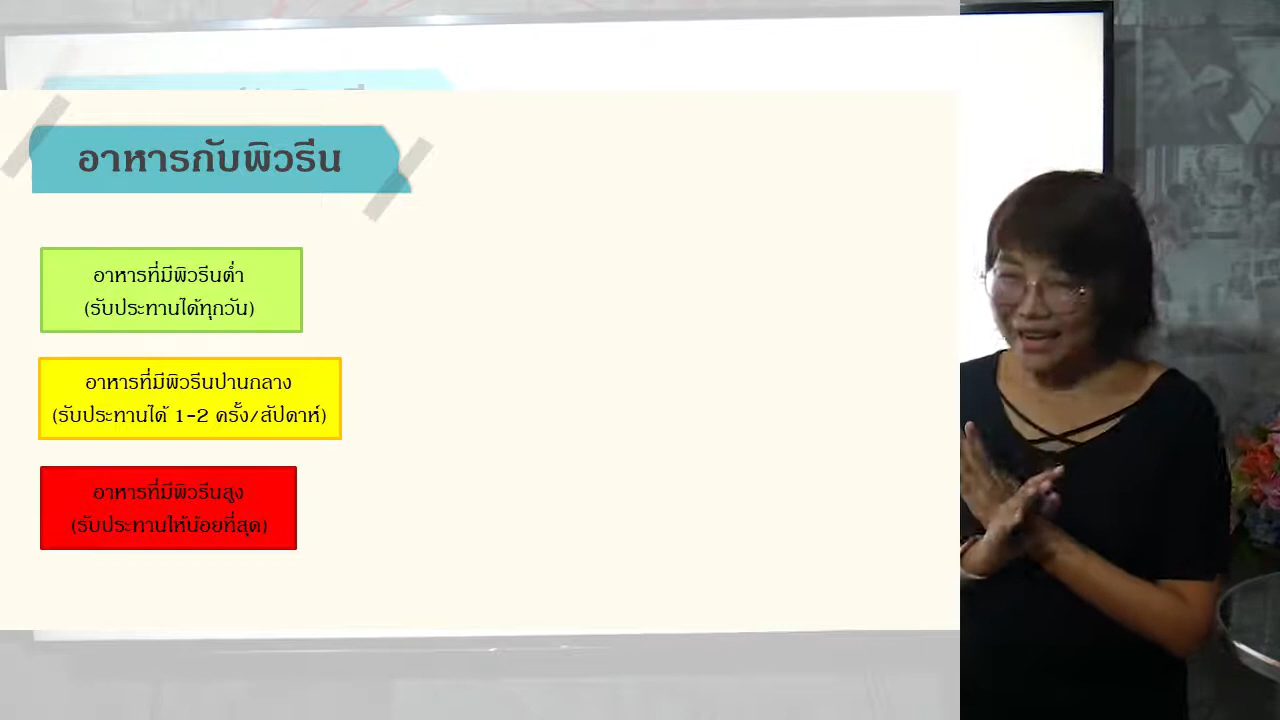 อาหารกับพิวรีน
อาหารที่มีพิวรีนต่ำ
(รับประทานได้ทุกวัน)
อาหารที่มีพิวรีนปานกลาง
(รับประทานได้ 1-2 ครั้ง/สัปดาห์)
อาหารที่มีพิวรีนสูง
(รับประทานให้น้อยที่สุด)